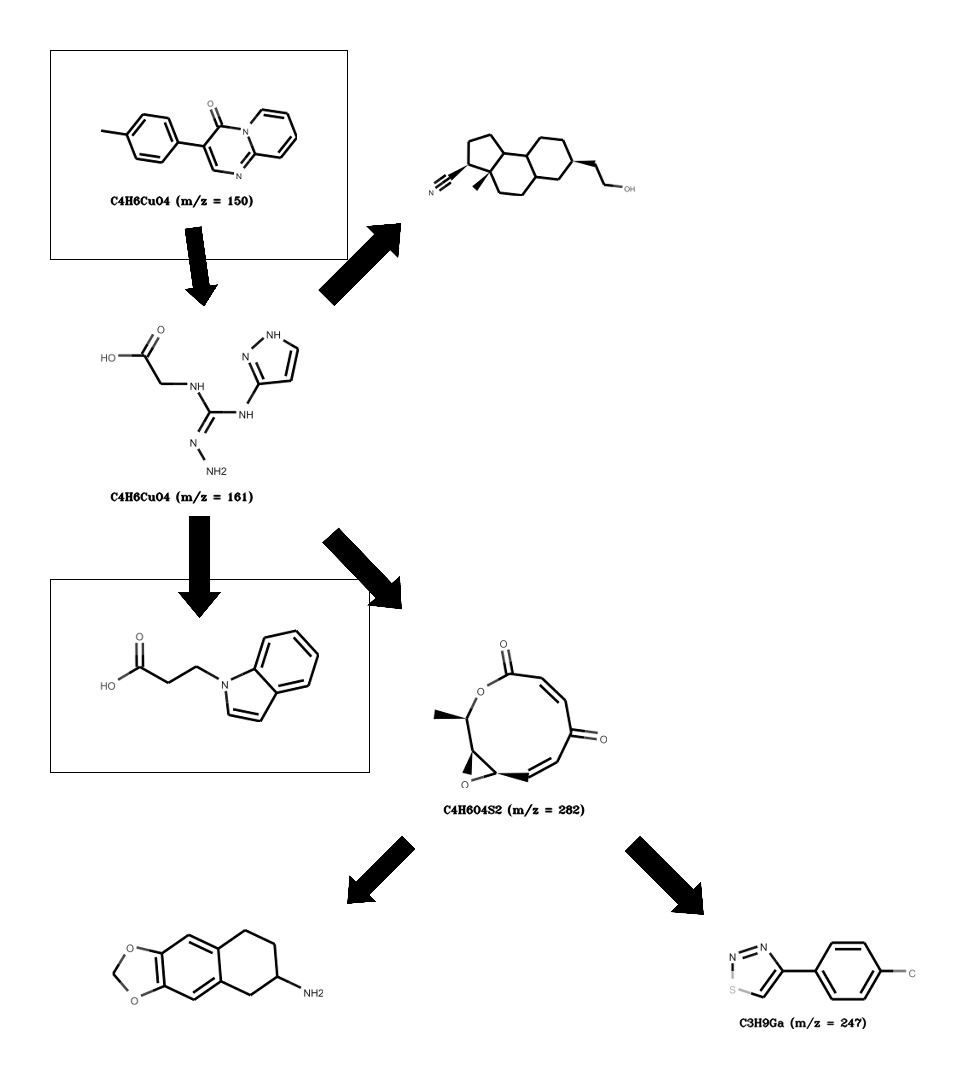 O
N
N
C4H6CuO4 (m/z = 150)
N
OH
O
HO
NH
N
NH
NH
N
NH2
C4H6CuO4 (m/z = 161)
O
HO
N
O
O
O
O
C4H6O4S2 (m/z = 282)
O
O
NH2
N
N
S
C
C3H9Ga (m/z = 247)